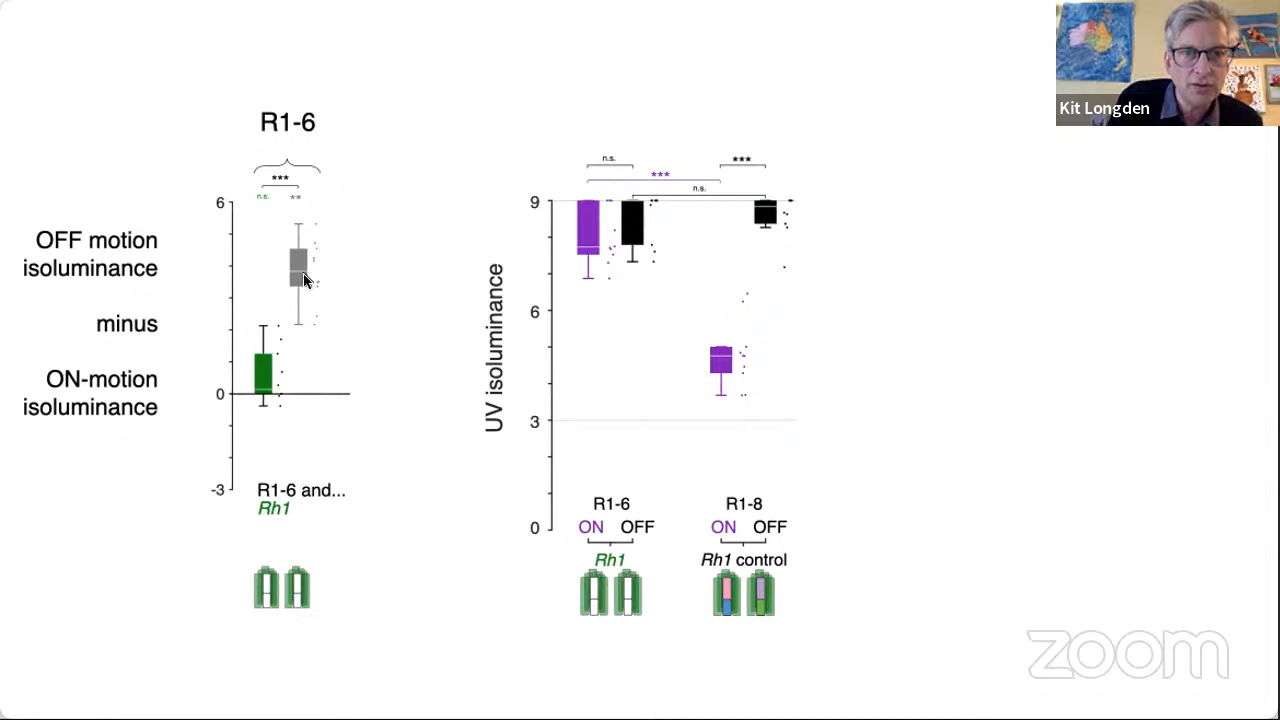 Kit Longden
R1-6
***
n.s.
**
6
OFF motion
isoluminance
minus
0
ON-motion
isoluminance
-3
R1-6 and...
Rh1
n.s.
***
***
n.s.
9
6
3
0
UV isoluminance
R1-6
R1-8
ON OFF
ON OFF
Rh1
Rh1 control
zoom